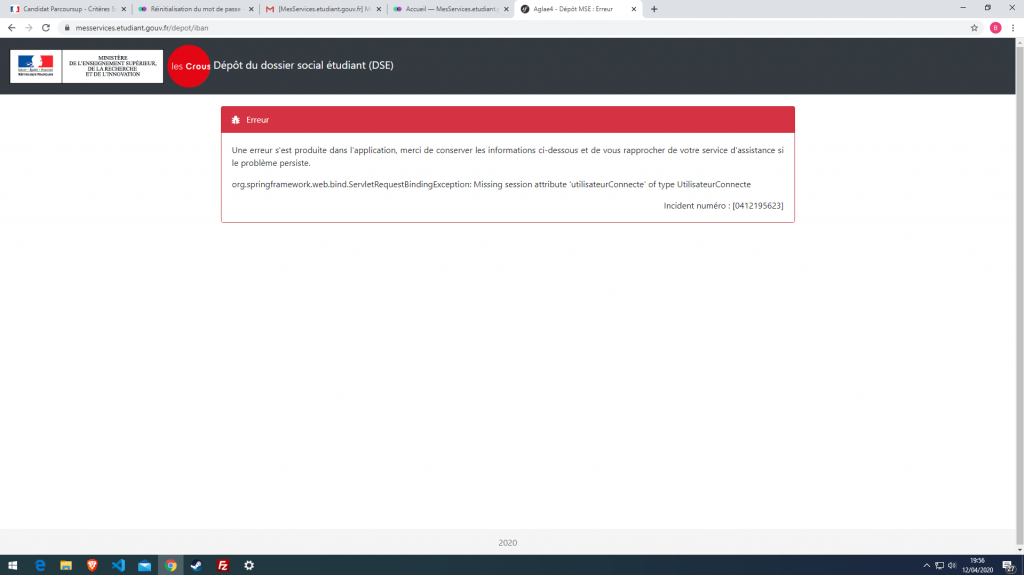 Candidat Parcoursup - Critères S
Réinitialisation du mot de passe
[MesServices.etudiant.gouv.fr] M
Accueil — MesServices.etudiant.g
Aglae4 - Dépôt MSE : Erreur
messervices.etudiant.gouv.fr/depot/iban
B
RÉPUBLIQUE FRANÇAISE
MINISTÈRE
DE L'ENSEIGNEMENT SUPÉRIEUR,
DE LA RECHERCHE
ET DE L'INNOVATION
les Crous
Dépôt du dossier social étudiant (DSE)
Erreur
Une erreur s'est produite dans l'application, merci de conserver les informations ci-dessous et de vous rapprocher de votre service d'assistance si
le problème persiste.
org.springframework.web.bind.ServletRequestBindingException: Missing session attribute 'utilisateurConnecte' of type UtilisateurConnecte
Incident numéro : [0412195623]
2020
19:56
12/04/2020
27